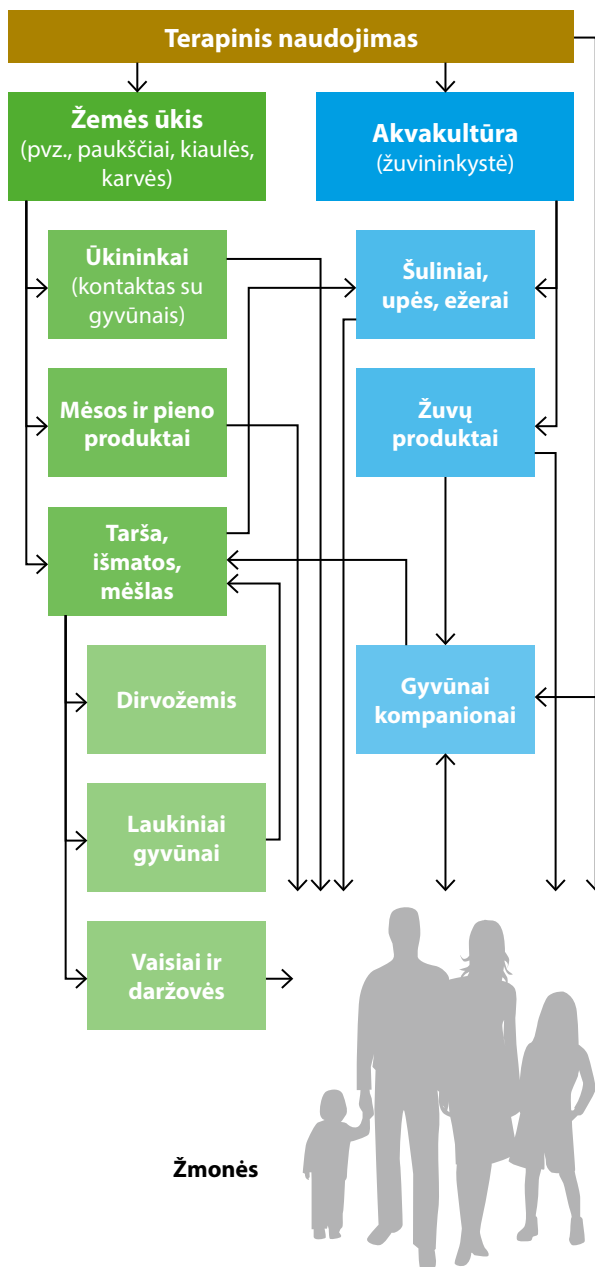 Terapinis naudojimas
Žemės ūkis
(pvz., paukščiai, kiaulės,
karvės)
Akvakultūra
(žuvininkystė)
Ūkininkai
(kontaktas su
gyvūnais)
Šuliniai,
upės, ežerai
Mėsos ir pieno
produktai
Žuvų
produktai
Tarša,
išmatos,
mėšlas
Dirvožemis
Gyvūnai
kompanionai
Laukiniai
gyvūnai
Vaisiai ir
daržovės
Žmonės